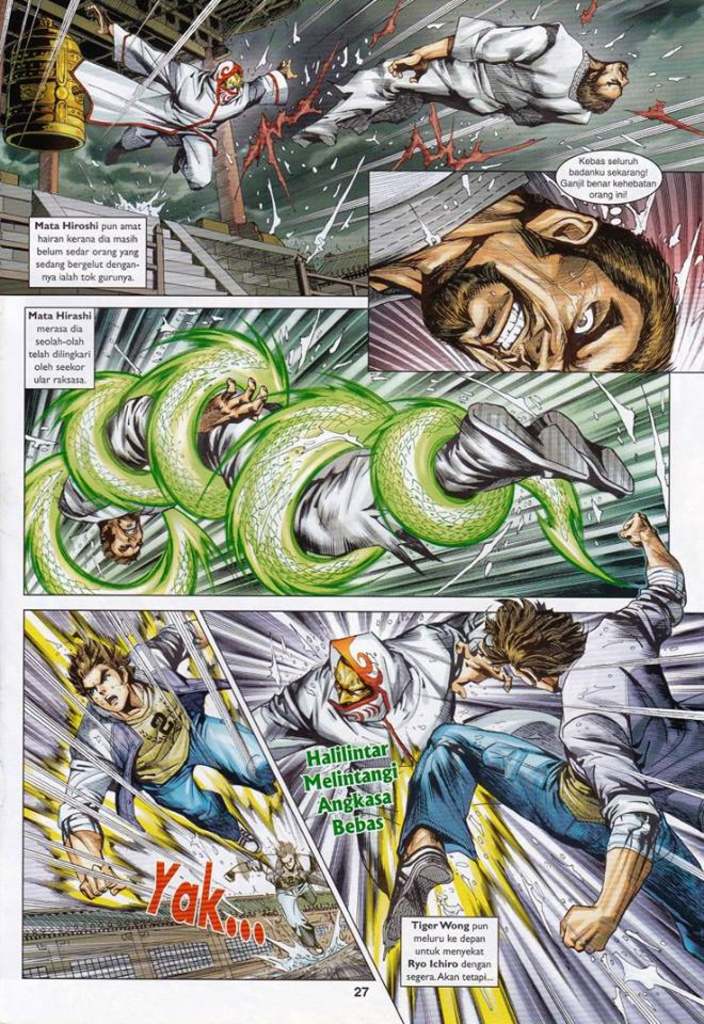 Mata Hiroshi pun amat
hairan kerana dia masih
belum sedar orang yang
sedang bergelut dengan-
nya ialah tok gurunya.
Kebas seluruh
badanku sekarang!
Ganjil benar kehebatan
orang ini!
Mata Hirashi
merasa dia
seolah-olah
telah dilingkari
oleh seekor
ular raksasa.
Yak...
Halilintar
Melintangi
Angkasa
Bebas
Tiger Wong pun
meluru ke depan
untuk menyekat
Ryo Ichiro dengan
segera. Akan tetapi...
27